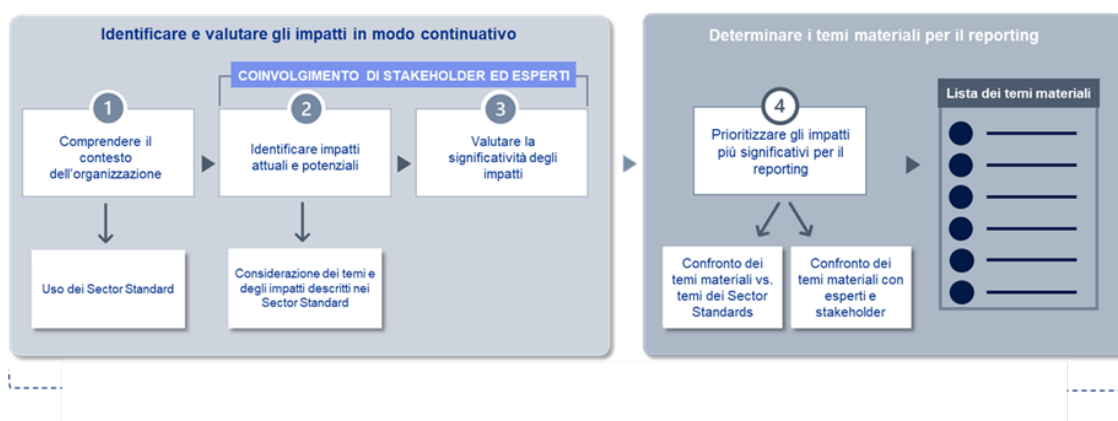 Identificare e valutare gli impatti in modo continuativo
COINVOLGIMENTO DI STAKEHOLDER ED ESPERTI
1
Comprendere il
contesto
dell'organizzazione
2
Identificare impatti
attuali e potenziali
3
Valutare la
significatività degli
impatti
Uso dei Sector Standard
Considerazione dei temi e
degli impatti descritti nei
Sector Standard
Determinare i temi materiali per il reporting
4
Prioritizzare gli impatti
più significativi per il
reporting
Confronto dei
temi materiali vs.
temi dei Sector
Standards
Confronto dei
temi materiali con
esperti e
stakeholder
Lista dei temi materiali